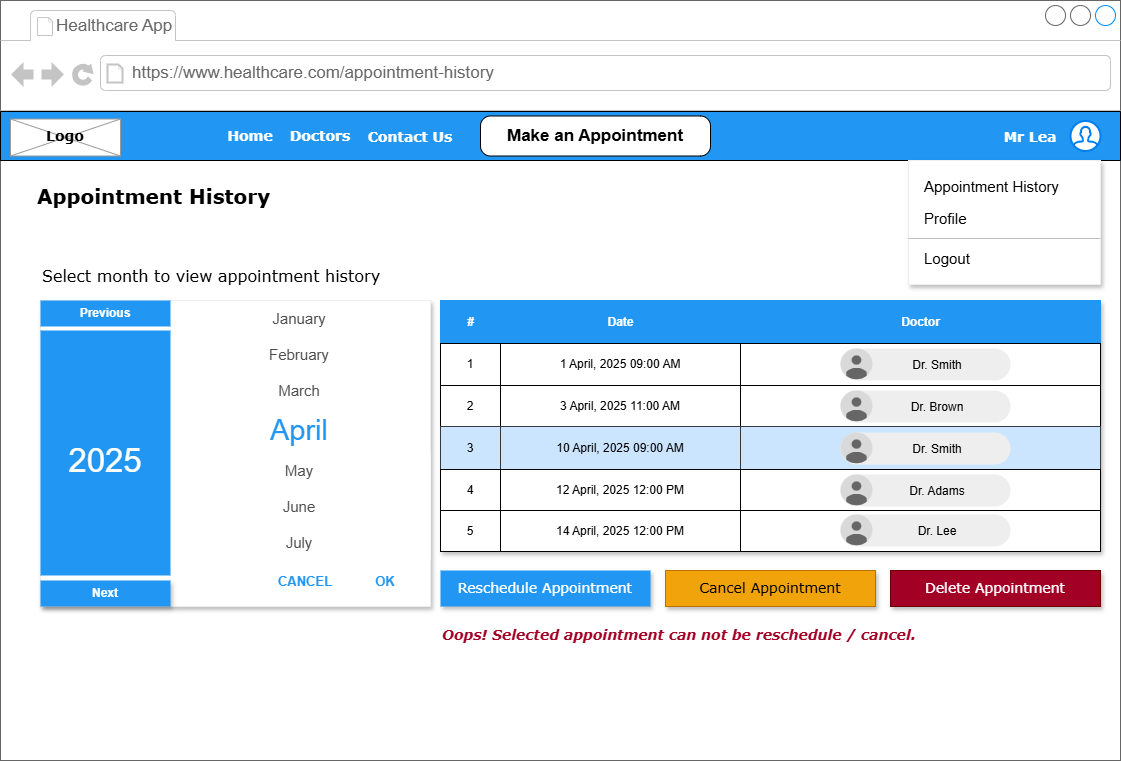 Healthcare App
https://www.healthcare.com/appointment-history
Logo Home Doctors Contact Us Make an Appointment Mr Lea
Appointment History
Profile
Logout
Appointment History
Select month to view appointment history
Previous
2025
Next
January
February
March
April
May
June
July
CANCEL OK
# Date Doctor
1 1 April, 2025 09:00 AM Dr. Smith
2 3 April, 2025 11:00 AM Dr. Brown
3 10 April, 2025 09:00 AM Dr. Smith
4 12 April, 2025 12:00 PM Dr. Adams
5 14 April, 2025 12:00 PM Dr. Lee
Reschedule Appointment Cancel Appointment Delete Appointment
Oops! Selected appointment can not be reschedule / cancel.